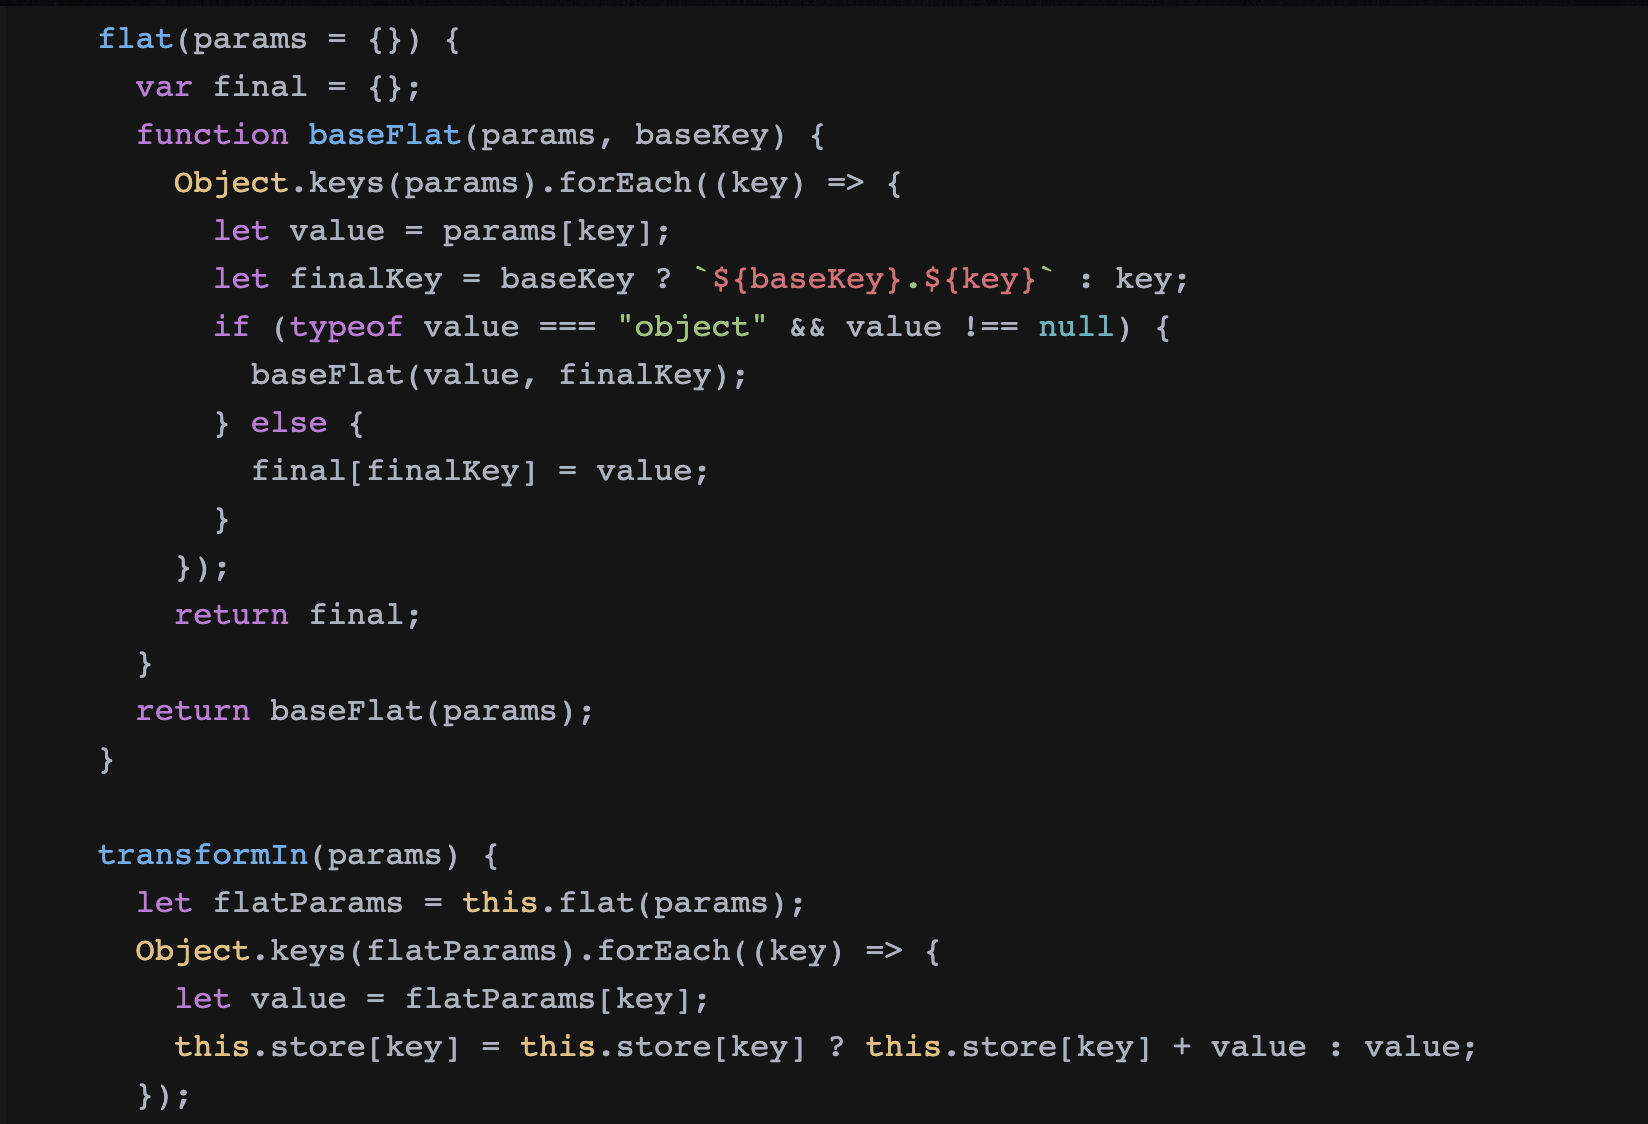 flat(params = {}) {
  var final = {};
  function baseFlat(params, baseKey) {
    Object.keys(params).forEach((key) => {
      let value = params[key];
      let finalKey = baseKey ? `${baseKey}.${key}` : key;
      if (typeof value === "object" && value !== null) {
        baseFlat(value, finalKey);
      } else {
        final[finalKey] = value;
      }
    });
    return final;
  }
  return baseFlat(params);
}

transformIn(params) {
  let flatParams = this.flat(params);
  Object.keys(flatParams).forEach((key) => {
    let value = flatParams[key];
    this.store[key] = this.store[key] ? this.store[key] + value : value;
  });